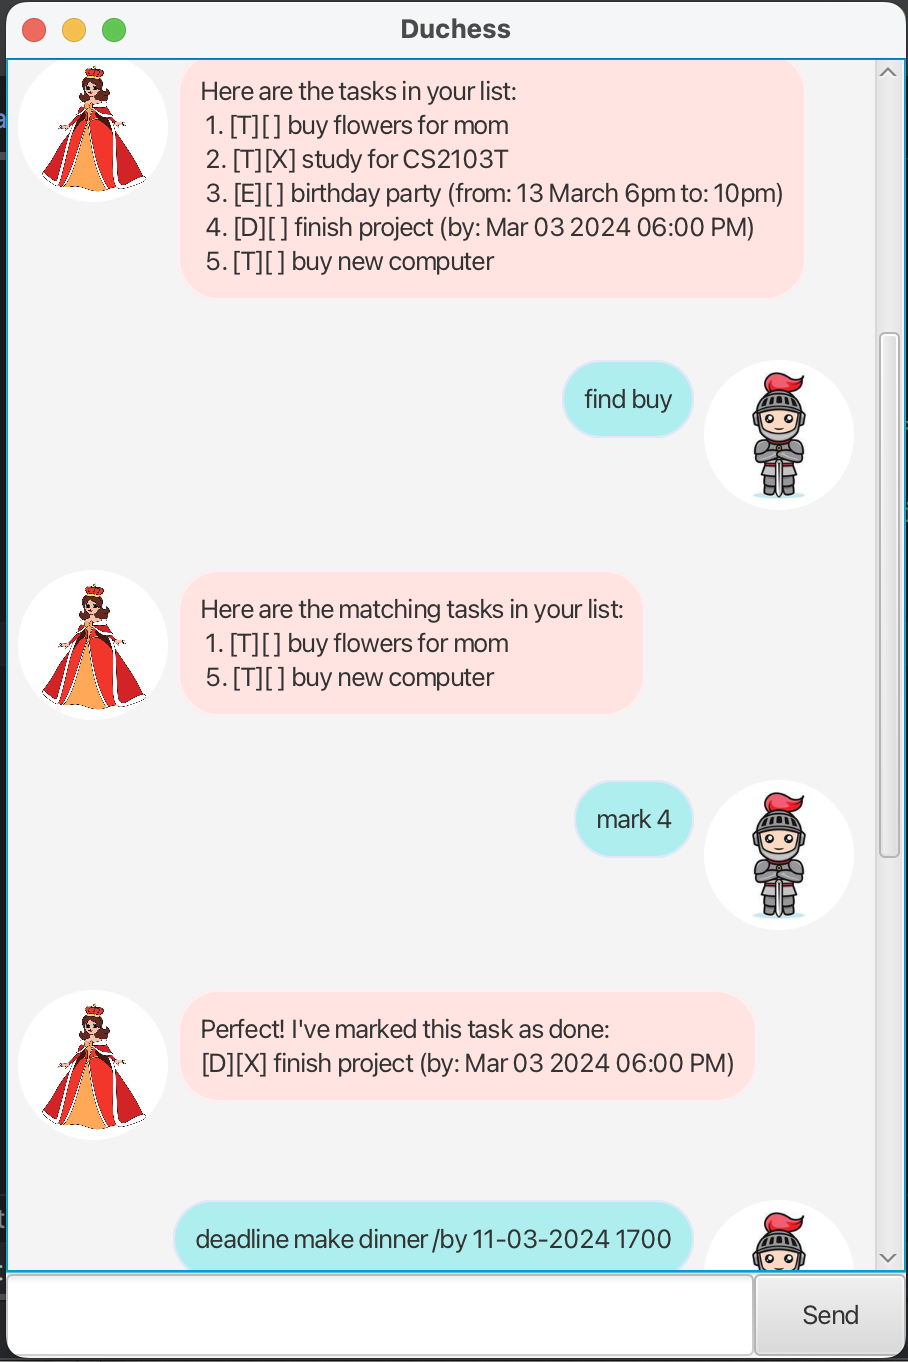 Duchess
Here are the tasks in your list:
1. [T][ ] buy flowers for mom
2. [T][X] study for CS2103T
3. [E][ ] birthday party (from: 13 March 6pm to: 10pm)
4. [D][ ] finish project (by: Mar 03 2024 06:00 PM)
5. [T][ ] buy new computer
find buy
Here are the matching tasks in your list:
1. [T][ ] buy flowers for mom
5. [T][ ] buy new computer
mark 4
Perfect! I've marked this task as done:
[D][X] finish project (by: Mar 03 2024 06:00 PM)
deadline make dinner /by 11-03-2024 1700
Send